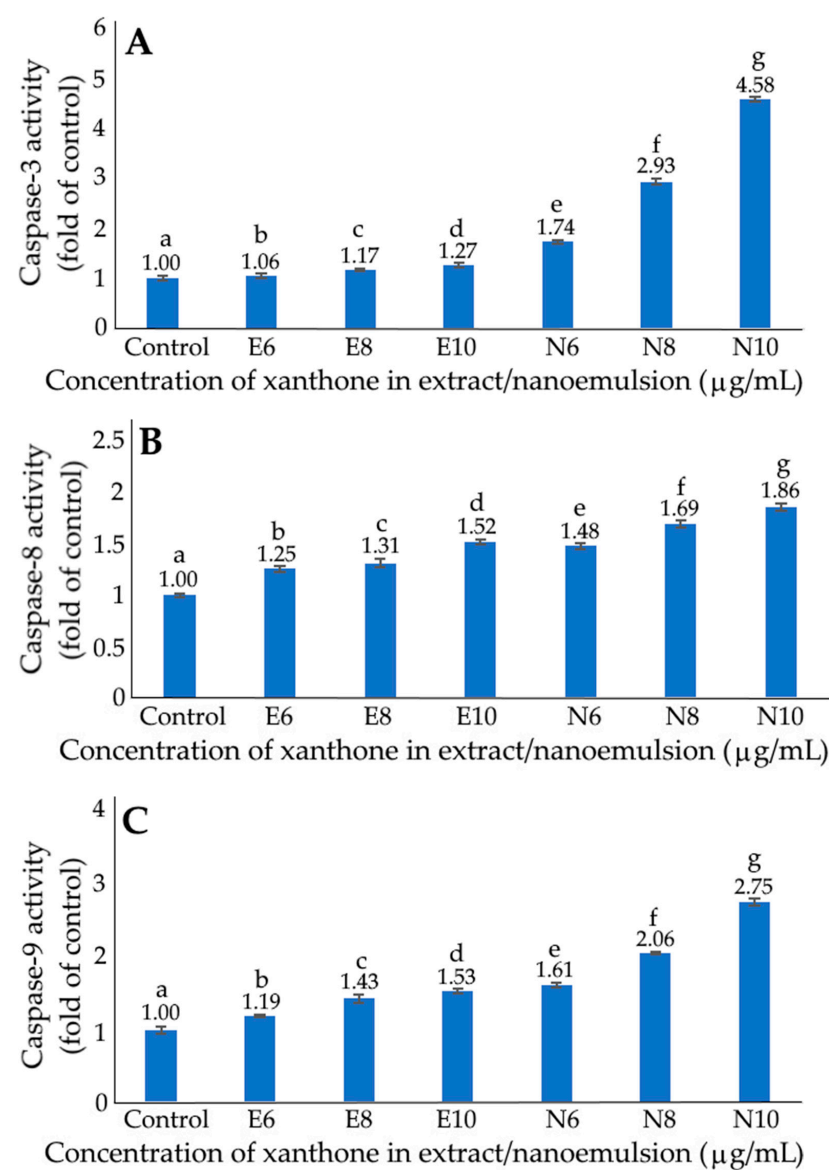 A
Caspase-3 activity
(fold of control)
6
5
4
3
2
1
0
a
1.00
b
1.06
c
1.17
d
1.27
e
1.74
f
2.93
g
4.58
Control E6 E8 E10 N6 N8 N10
Concentration of xanthone in extract/nanoemulsion (µg/mL)
B
Caspase-8 activity
(fold of control)
2.5
2
1.5
1
0.5
0
a
1.00
b
1.25
c
1.31
d
1.52
e
1.48
f
1.69
g
1.86
Control E6 E8 E10 N6 N8 N10
Concentration of xanthone in extract/nanoemulsion (µg/mL)
C
Caspase-9 activity
(fold of control)
4
3
2
1
0
a
1.00
b
1.19
c
1.43
d
1.53
e
1.61
f
2.06
g
2.75
Control E6 E8 E10 N6 N8 N10
Concentration of xanthone in extract/nanoemulsion (µg/mL)